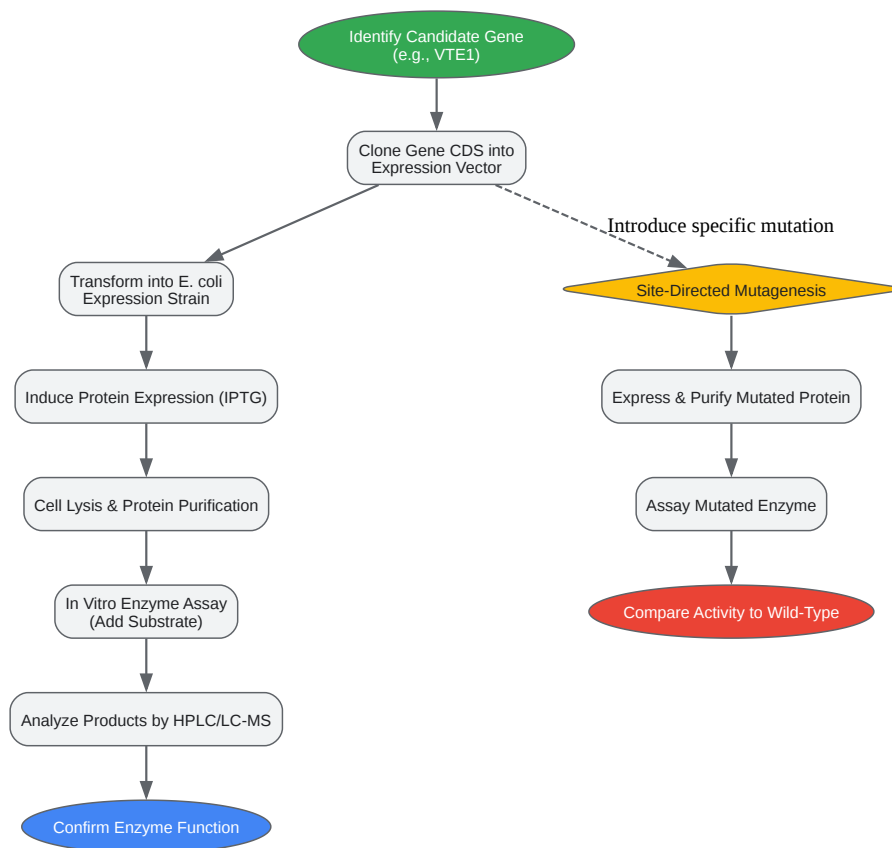 Identify Candidate Gene
(e.g., VTE1)
Clone Gene CDS into
Expression Vector
Introduce specific mutation
Transform into E. coli
Expression Strain
Site-Directed Mutagenesis
Induce Protein Expression (IPTG)
Express & Purify Mutated Protein
Cell Lysis & Protein Purification
Assay Mutated Enzyme
In Vitro Enzyme Assay
(Add Substrate)
Compare Activity to Wild-Type
Analyze Products by HPLC/LC-MS
Confirm Enzyme Function